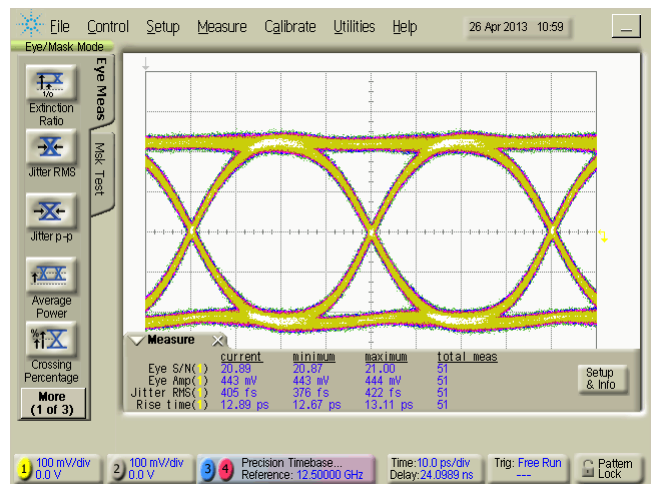 File Control Setup Measure Calibrate Utilities Help 26 Apr 2013 10:59
Eye/Mask Mode
Eye Meas
Msk Test
Extinction
Ratio
Jitter RMS
Jitter p-p
Average
Power
Crossing
Percentage
More
(1 of 3)
Measure
current minimum maximum total meas
Eye S/N(1) 20.89 20.87 21.00 51
Eye Amp(1) 443 mV 443 mV 444 mV 51
Jitter RMS(1) 405 fs 376 fs 422 fs 51
Rise time(1) 12.89 ps 12.67 ps 13.11 ps 51
Setup
& Info
1 100 mV/div
0.0 V
2 100 mV/div
0.0 V
3 4 Precision Timebase...
Reference: 12.50000 GHz
Time:10.0 ps/div
Delay:24.0989 ns
Trig: Free Run
---
Pattern
Lock